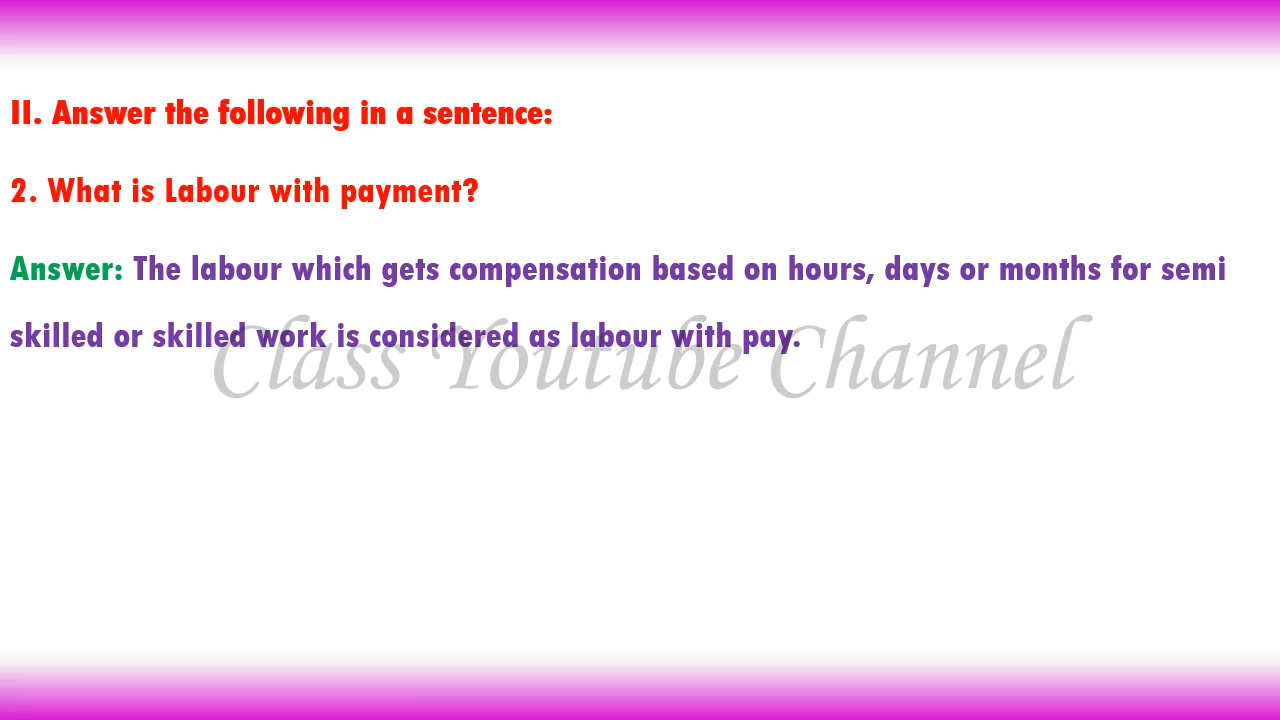 II. Answer the following in a sentence:
2. What is Labour with payment?
Answer: The labour which gets compensation based on hours, days or months for semi
skilled or skilled work is considered as labour with pay.
Class Youtube Channel